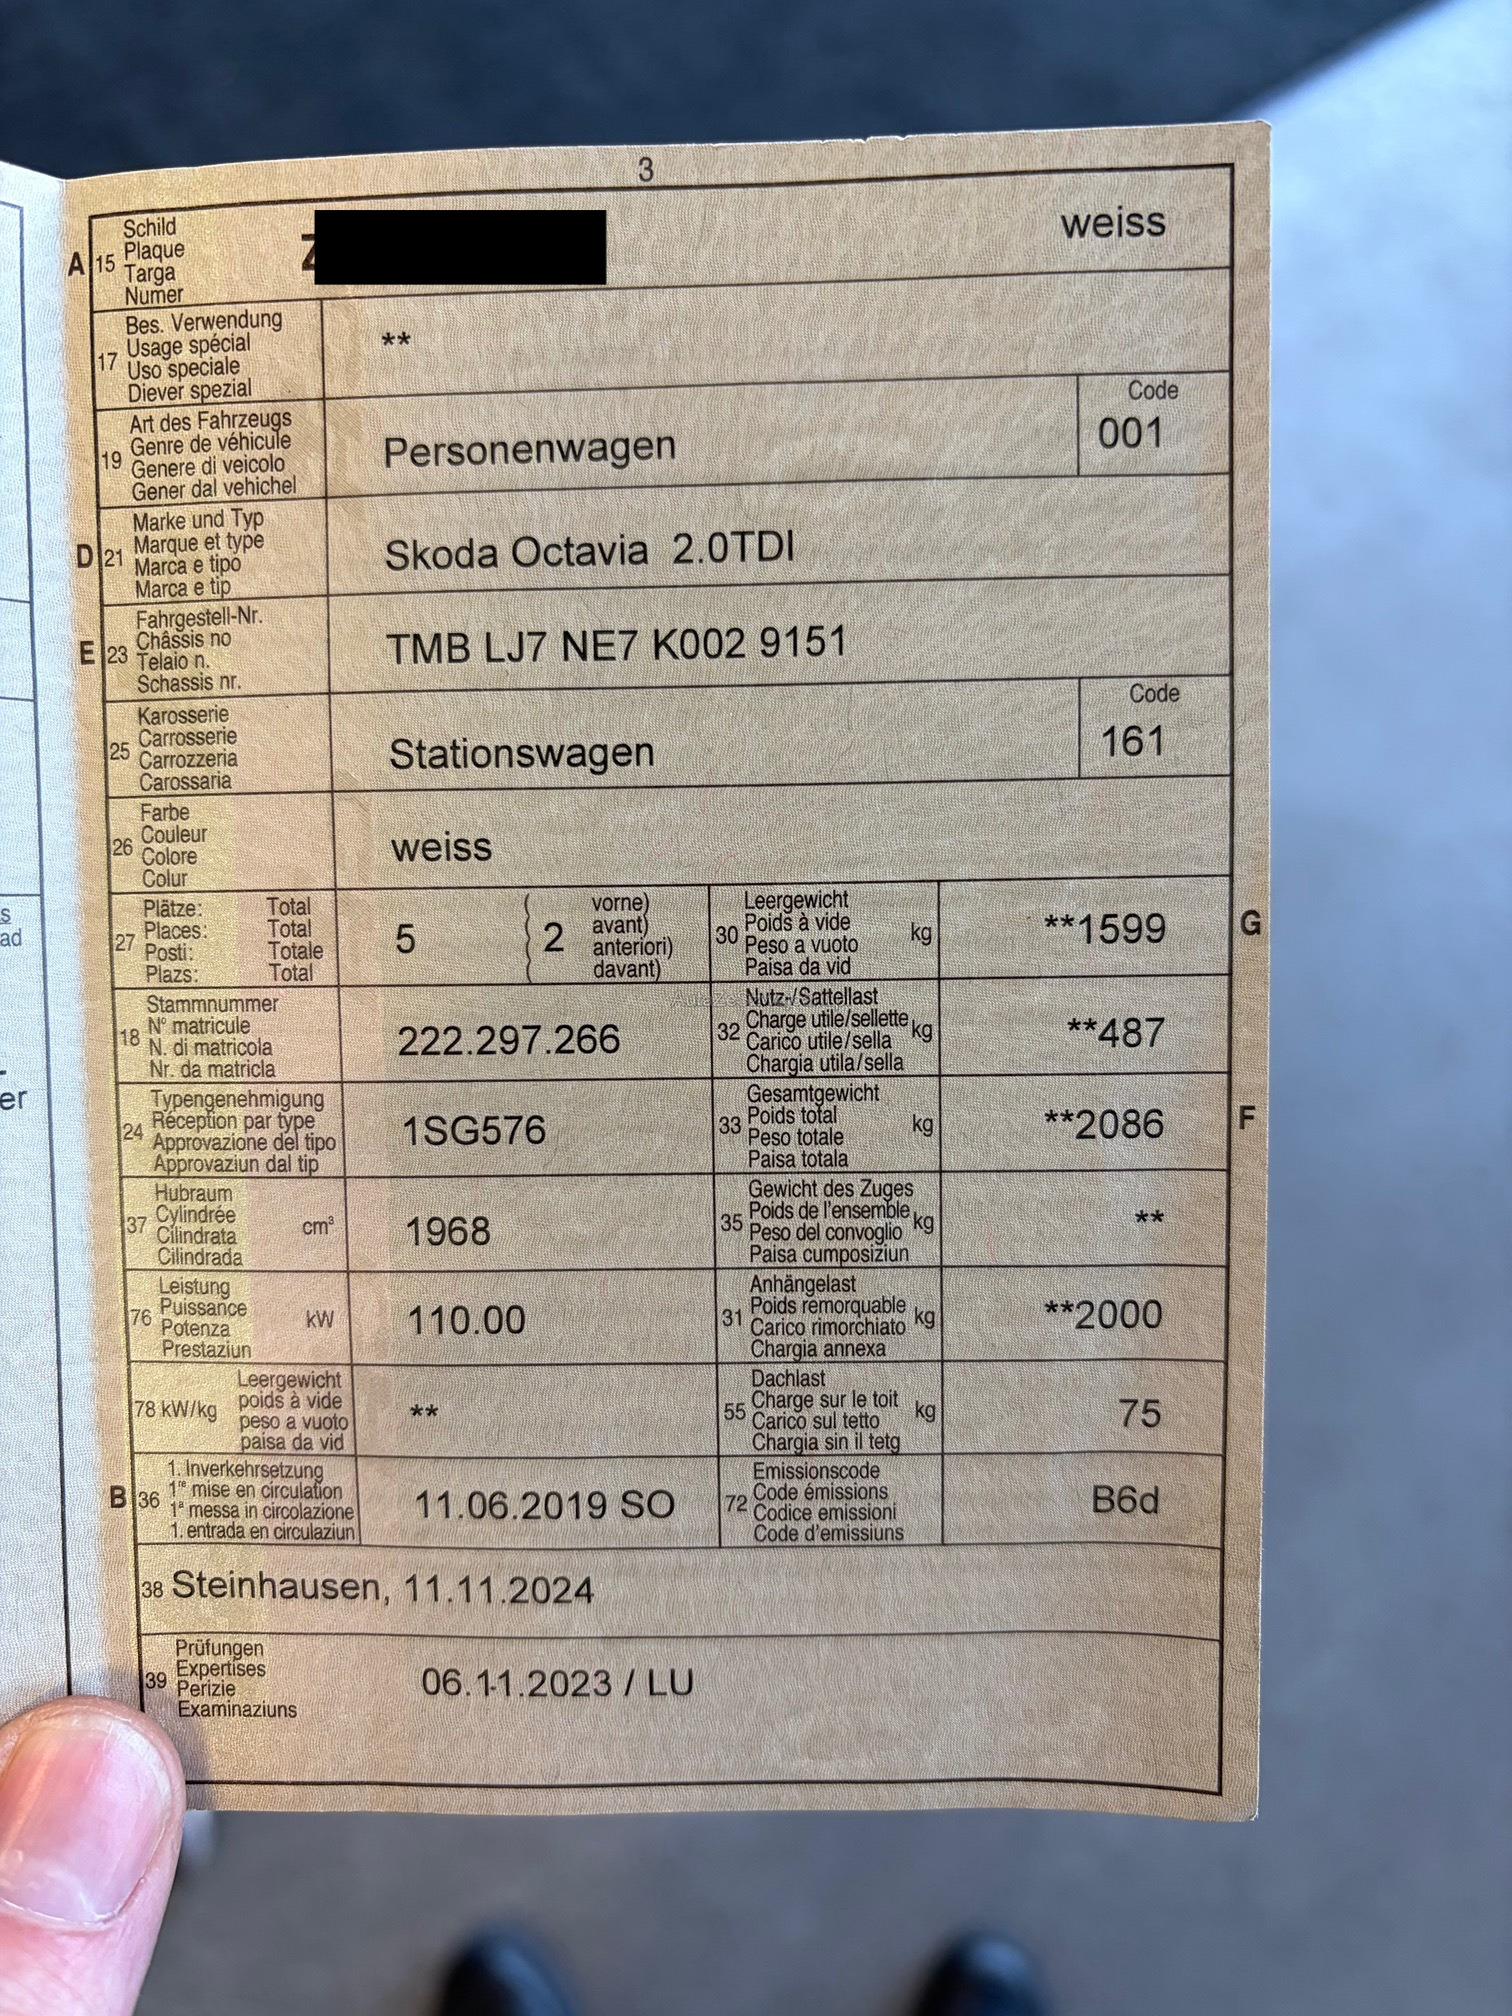 3
A 15 Schild
Plaque
Targa
Numer
Z
weiss
17 Bes. Verwendung
Usage spécial
Uso speciale
Diever spezial
**
19 Art des Fahrzeugs
Genre de véhicule
Genere di veicolo
Gener dal vehichel
Personenwagen
Code
001
D 21 Marke und Typ
Marque et type
Marca e tipo
Marca e tip
Skoda Octavia 2.0TDI
E 23 Fahrgestell-Nr.
Châssis no
Telaio n.
Schassis nr.
TMB LJ7 NE7 K002 9151
25 Karosserie
Carrosserie
Carrozzeria
Carossaria
Stationswagen
Code
161
26 Farbe
Couleur
Colore
Colur
weiss
27 Plätze: Total
Places: Total
Posti: Totale
Plazs: Total
5 ( 2 vorne)
avant)
anteriori)
davant)
30 Leergewicht
Poids à vide
Peso a vuoto
Paisa da vid
kg
**1599
G
18 Stammnummer
N° matricule
N. di matricola
Nr. da matricla
222.297.266
32 Nutz-/Sattellast
Charge utile/sellette
Carico utile/sella
Chargia utila/sella
kg
**487
24 Typengenehmigung
Réception par type
Approvazione del tipo
Approvaziun dal tip
1SG576
33 Gesamtgewicht
Poids total
Peso totale
Paisa totala
kg
**2086
F
37 Hubraum
Cylindrée
Cilindrata
Cilindrada
cm³
1968
35 Gewicht des Zuges
Poids de l'ensemble
Peso del convoglio
Paisa cumposiziun
kg
**
76 Leistung
Puissance
Potenza
Prestaziun
kW
110.00
31 Anhängelast
Poids remorquable
Carico rimorchiato
Chargia annexa
kg
**2000
78 kW/kg
Leergewicht
poids à vide
peso a vuoto
paisa da vid
**
55 Dachlast
Charge sur le toit
Carico sul tetto
Chargia sin il tetg
kg
75
B 36 1. Inverkehrsetzung
1re mise en circulation
1a messa in circolazione
1. entrada en circulaziun
11.06.2019 SO
72 Emissionscode
Code émissions
Codice emissioni
Code d'emissiuns
B6d
38 Steinhausen, 11.11.2024
39 Prüfungen
Expertises
Perizie
Examinaziuns
06.11.2023 / LU
s
ad
er